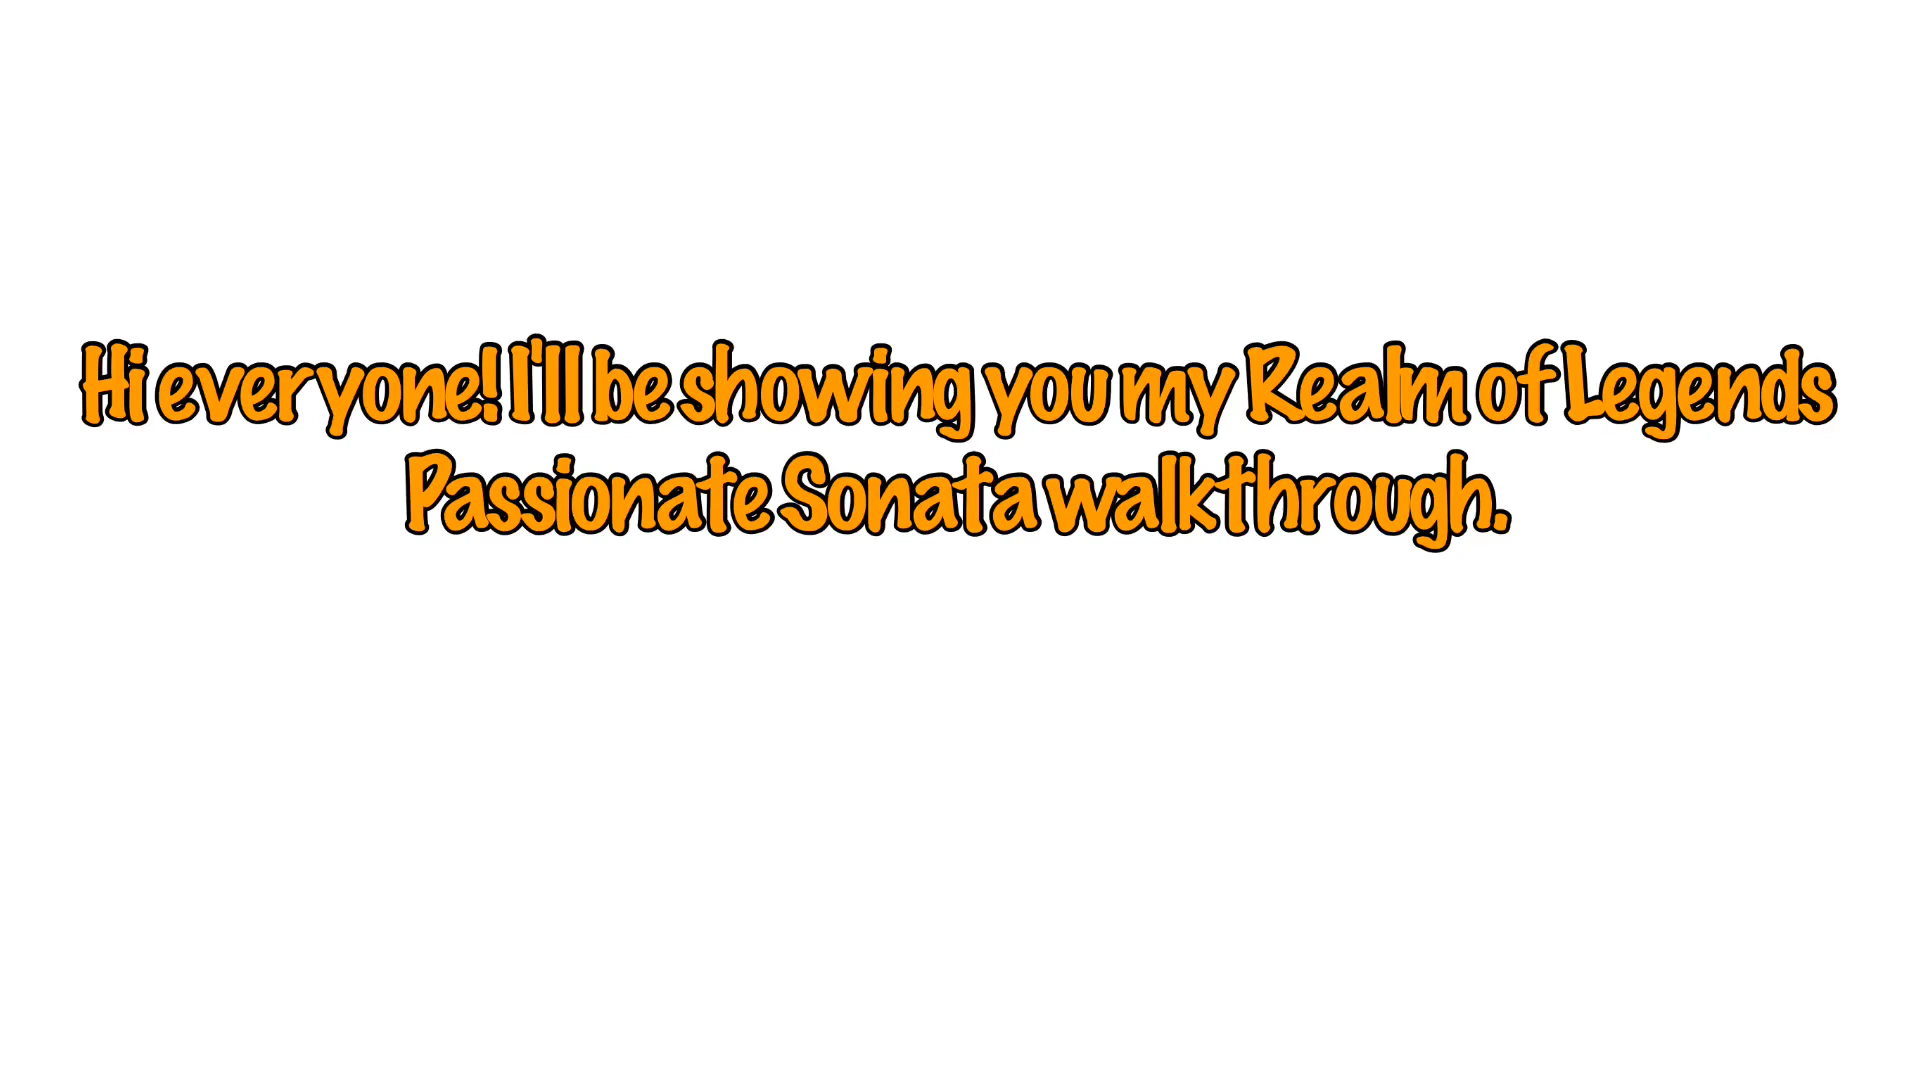 Hi everyone! I'll be showing you my Realm of Legends
Passionate Sonata walkthrough.